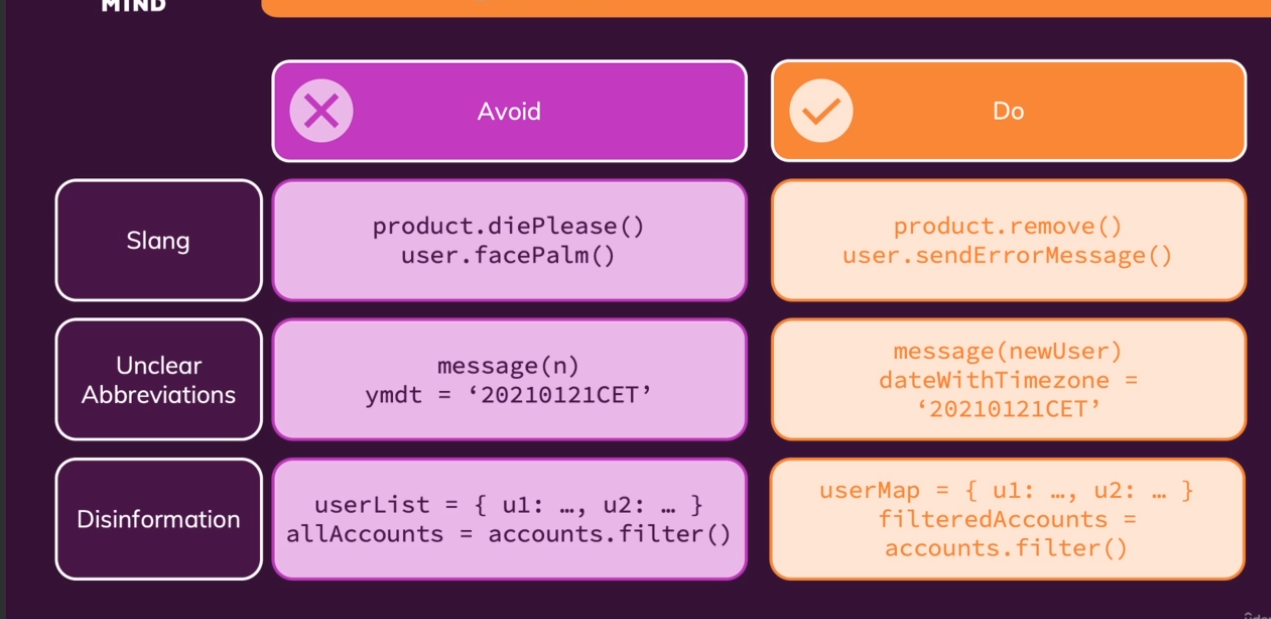 MIND
Avoid
Do
Slang
product.diePlease()
user.facePalm()
product.remove()
user.sendErrorMessage()
Unclear
Abbreviations
message(n)
ymdt = ‘20210121CET’
message(newUser)
dateWithTimezone =
‘20210121CET’
Disinformation
userList = { u1: …, u2: … }
allAccounts = accounts.filter()
userMap = { u1: …, u2: … }
filteredAccounts =
accounts.filter()